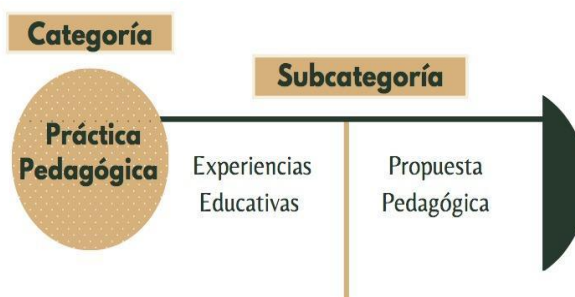 Categoría
Subcategoría
Práctica
Pedagógica
Experiencias
Educativas
Propuesta
Pedagógica